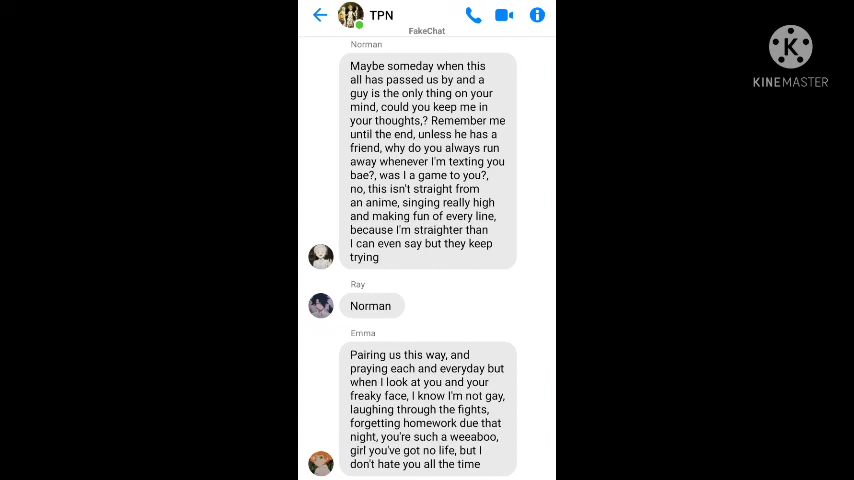 TPN
FakeChat
K
KINEMASTER
Norman
Maybe someday when this
all has passed us by and a
guy is the only thing on your
mind, could you keep me in
your thoughts,? Remember me
until the end, unless he has a
friend, why do you always run
away whenever I'm texting you
bae?, was I a game to you?,
no, this isn't straight from
an anime, singing really high
and making fun of every line,
because I'm straighter than
I can even say but they keep
trying
Ray
Norman
Emma
Pairing us this way, and
praying each and everyday but
when I look at you and your
freaky face, I know I'm not gay,
laughing through the fights,
forgetting homework due that
night, you're such a weeaboo,
girl you've got no life, but I
don't hate you all the time